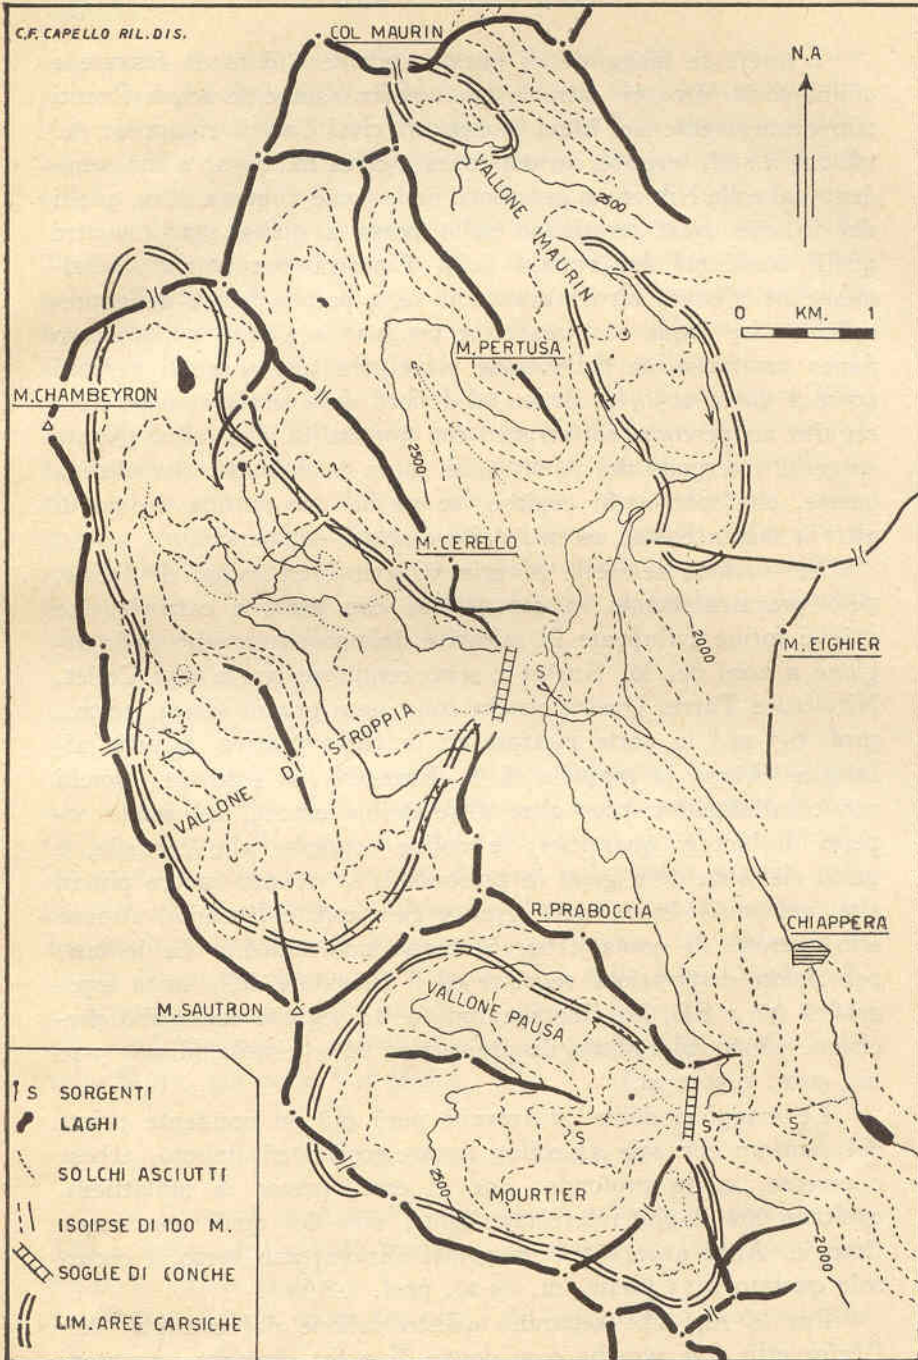 C.F. CAPELLO RIL. DIS.
COL MAURIN
N.A
VALLONE MAURIN
2500
0 KM. 1
M. PERTUSA
M. CHAMBEYRON
2500
M. CERELLO
2000
M. EIGHIER
S
VALLONE DI STROPPIA
R. PRABOCCIA
CHIAPPERA
VALLONE PAUSA
M. SAUTRON
S
S
S
2500
MOURTIER
2000
S SORGENTI
LAGHI
SOLCHI ASCIUTTI
ISOIPSE DI 100 M.
SOGLIE DI CONCHE
LIM. AREE CARSICHE